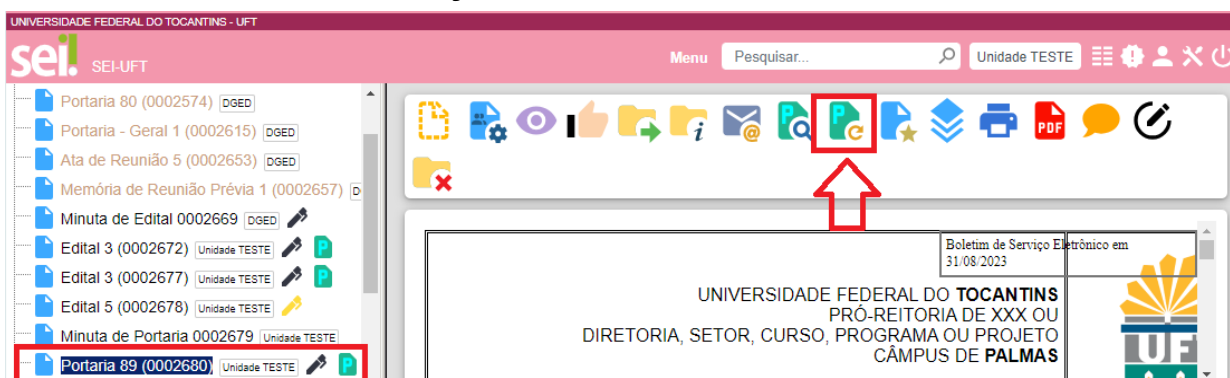 UNIVERSIDADE FEDERAL DO TOCANTINS - UFT
sei! SEI-UFT Menu Pesquisar... Unidade TESTE
Portaria 80 (0002574) DGED
Portaria - Geral 1 (0002615) DGED
Ata de Reunião 5 (0002653) DGED
Memória de Reunião Prévia 1 (0002657) D
Minuta de Edital 0002669 DGED
Edital 3 (0002672) Unidade TESTE P
Edital 3 (0002677) Unidade TESTE P
Edital 5 (0002678) Unidade TESTE
Minuta de Portaria 0002679 Unidade TESTE
Portaria 89 (0002680) Unidade TESTE P
i @ P P PDF
Boletim de Serviço Eletrônico em
31/08/2023
UNIVERSIDADE FEDERAL DO TOCANTINS
PRÓ-REITORIA DE XXX OU
DIRETORIA, SETOR, CURSO, PROGRAMA OU PROJETO
CÂMPUS DE PALMAS
UF